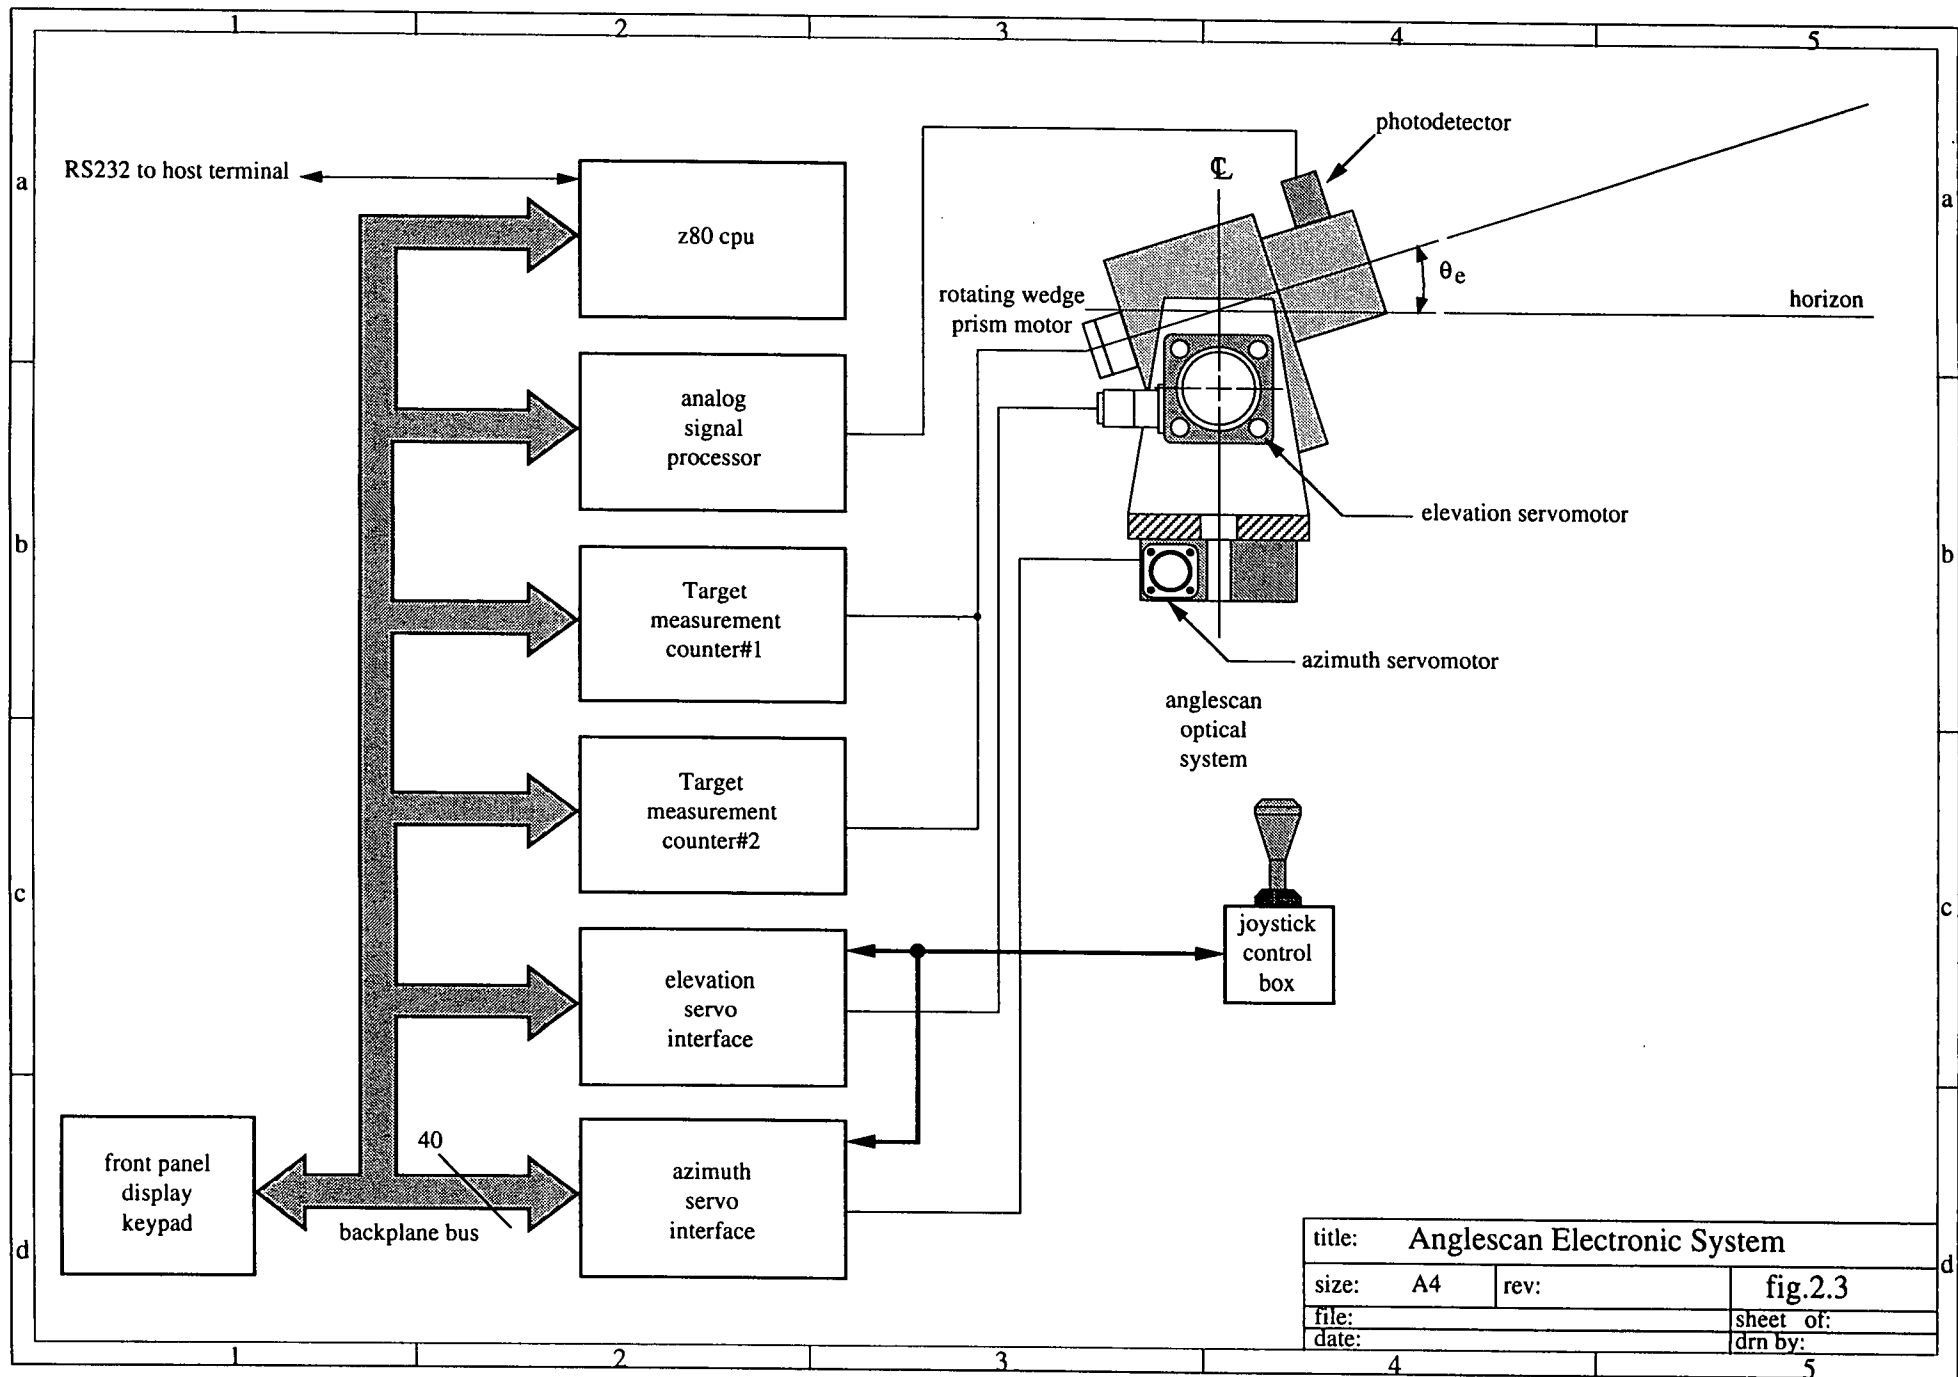 1 2 3 4 5
a
b
c
d
a
b
c
d
RS232 to host terminal
z80 cpu
analog
signal
processor
Target
measurement
counter#1
Target
measurement
counter#2
elevation
servo
interface
azimuth
servo
interface
front panel
display
keypad
40
backplane bus
photodetector
℄
θe
horizon
rotating wedge
prism motor
elevation servomotor
azimuth servomotor
anglescan
optical
system
joystick
control
box
title: Anglescan Electronic System
size: A4 rev: fig.2.3
file: sheet of:
date: drn by:
1 2 3 4 5